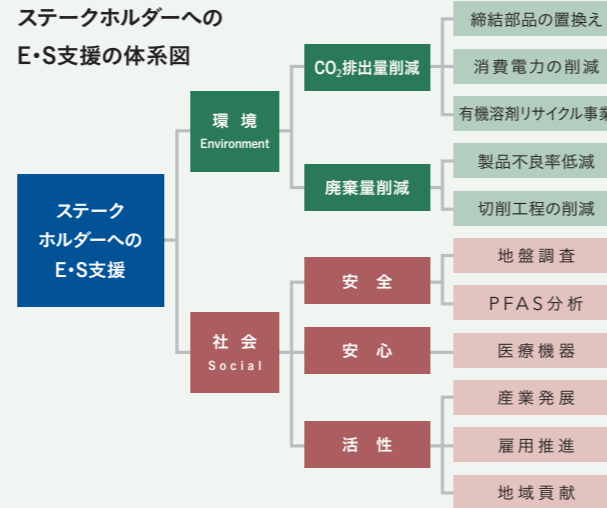 ステークホルダーへの
E・S支援の体系図
ステーク
ホルダーへの
E・S支援
環境
Environment
CO₂排出量削減
締結部品の置換え
消費電力の削減
有機溶剤リサイクル事業
廃棄量削減
製品不良率低減
切削工程の削減
社会
Social
安全
地盤調査
PFAS分析
安心
医療機器
活性
産業発展
雇用推進
地域貢献